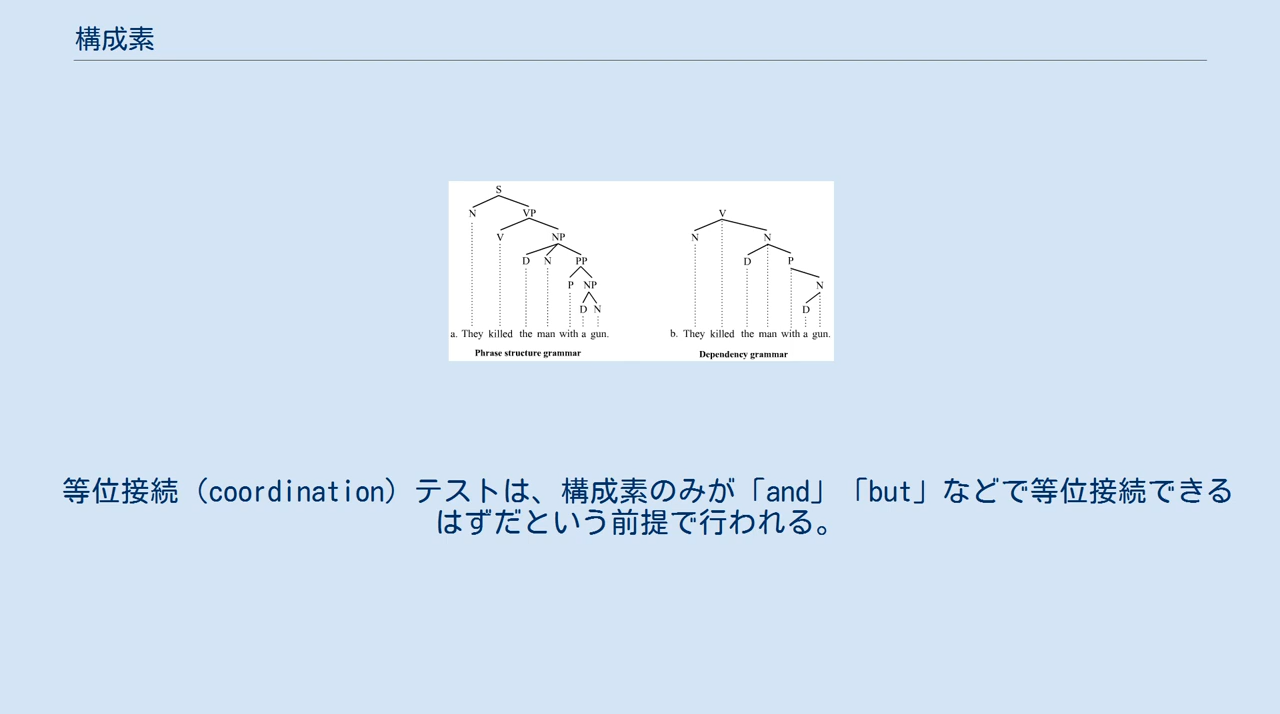 構成素
S
N VP
V NP
D N PP
P NP
D N
a. They killed the man with a gun.
Phrase structure grammar
V
N N
D P
N
D
b. They killed the man with a gun.
Dependency grammar
等位接続（coordination）テストは、構成素のみが「and」「but」などで等位接続できる
はずだという前提で行われる。